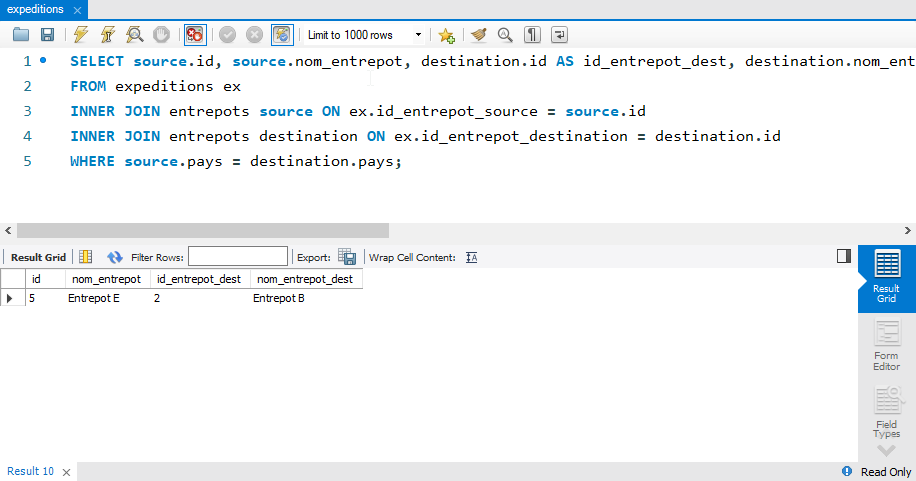 expeditions
Limit to 1000 rows
1 SELECT source.id, source.nom_entrepot, destination.id AS id_entrepot_dest, destination.nom_ent
2 FROM expeditions ex
3 INNER JOIN entrepots source ON ex.id_entrepot_source = source.id
4 INNER JOIN entrepots destination ON ex.id_entrepot_destination = destination.id
5 WHERE source.pays = destination.pays;
Result Grid Filter Rows: Export: Wrap Cell Content: IA
id nom_entrepot id_entrepot_dest nom_entrepot_dest
5 Entrepot E 2 Entrepot B
Result
Grid
Form
Editor
Field
Types
Result 10 Read Only